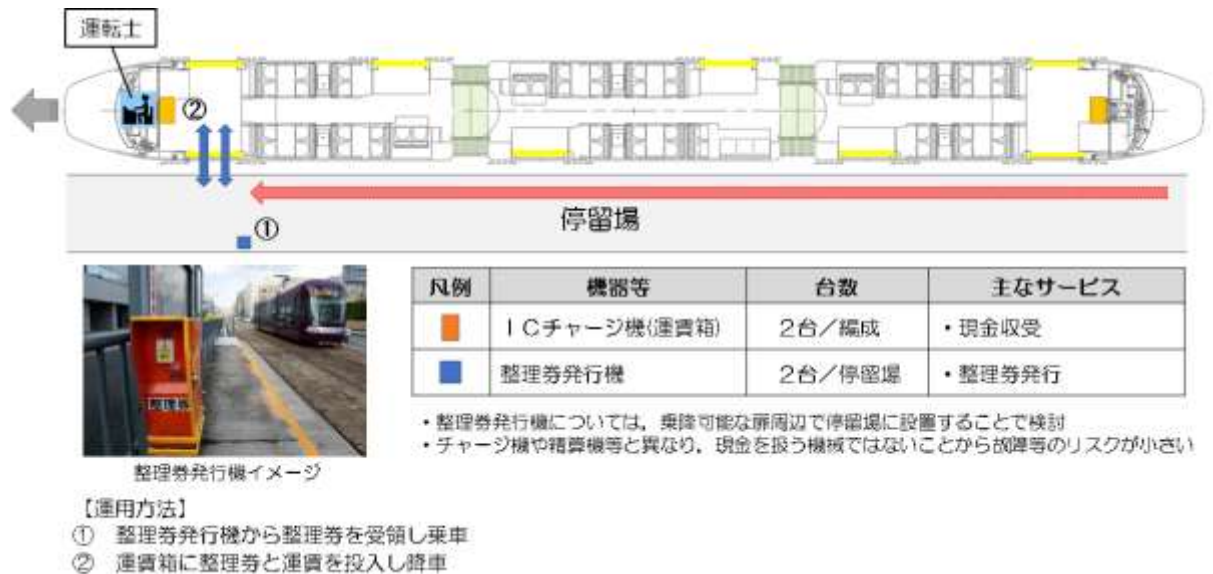 運転士
②
①
停留場
凡例 機器等 台数 主なサービス
ICチャージ機(運賃箱) 2台/編成 ・現金収受
整理券発行機 2台/停留場 ・整理券発行
・整理券発行機については，乗降可能な扉周辺で停留場に設置することで検討
・チャージ機や精算機等と異なり，現金を扱う機械ではないことから故障等のリスクが小さい
整理券
整理券発行機イメージ
【運用方法】
① 整理券発行機から整理券を受領し乗車
② 運賃箱に整理券と運賃を投入し降車